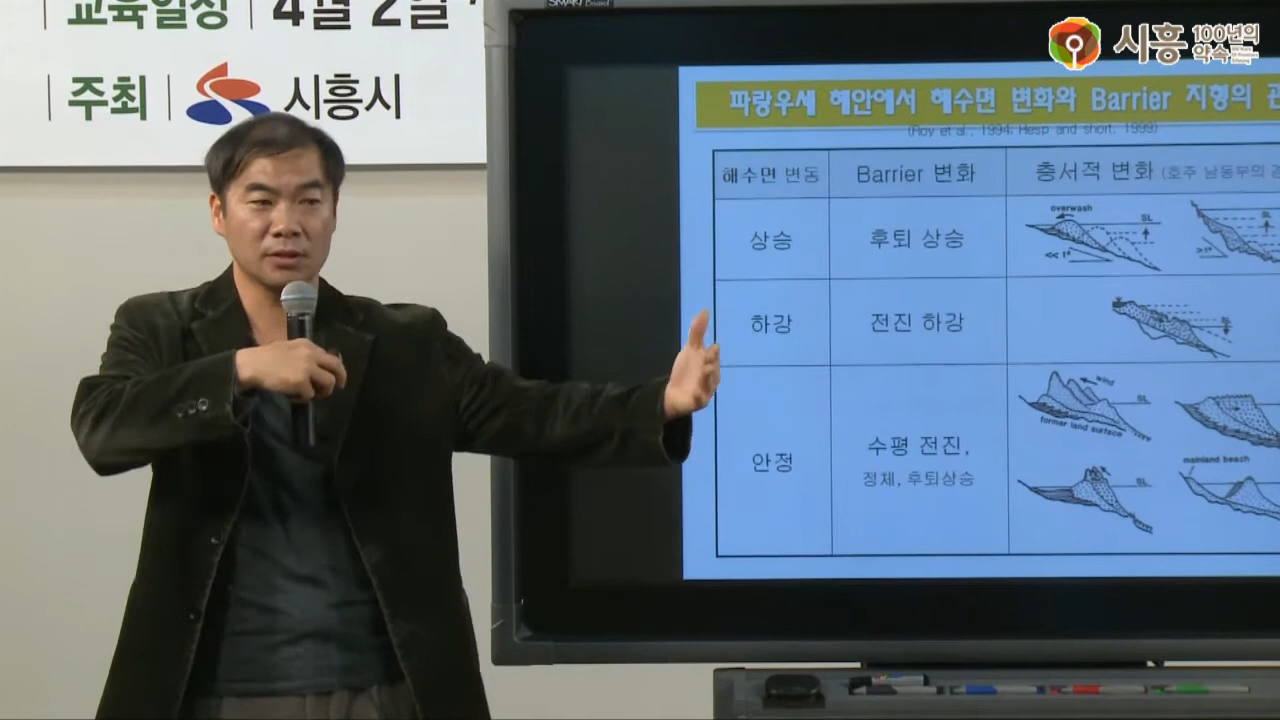 교육일정 4월 2일
주최 시흥시
SMART Board
시흥 100년의 약속
파랑우세 해안에서 해수면 변화와 Barrier 지형의
(Roy et al., 1994; Hesp and short, 1999)
해수면 변동 Barrier 변화 층서적 변화 (호주 남동부의
상승 후퇴 상승
overwash SL SL
<< 1°
하강 전진 하강
안정 수평 전진,
정체, 후퇴상승
wind SL
former land surface
SL
mainland beach